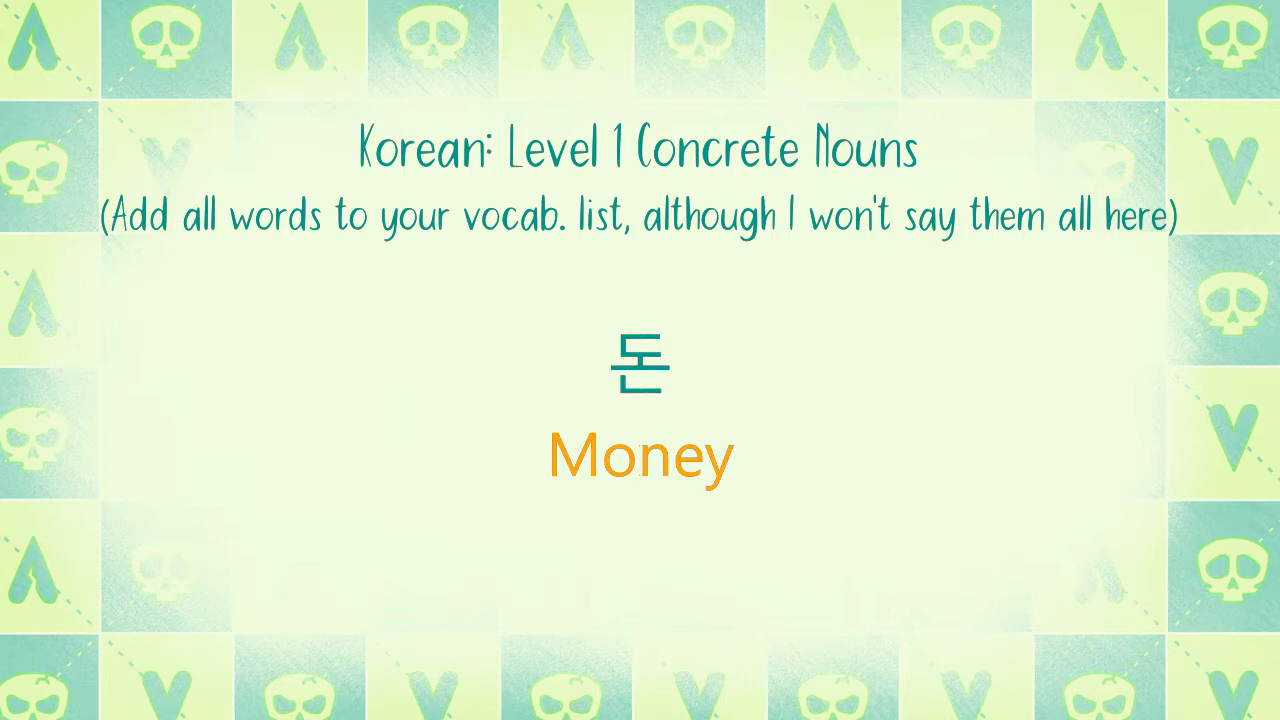 Korean: Level 1 Concrete Nouns
(Add all words to your vocab. list, although I won't say them all here)
돈
Money